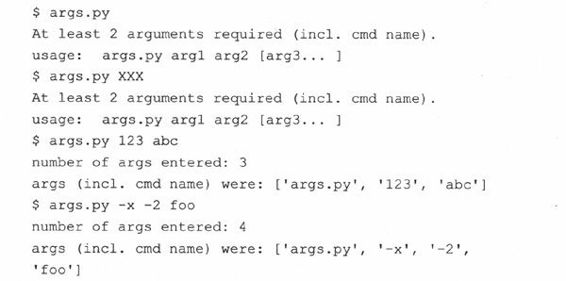 $ args.py
At least 2 arguments required (incl. cmd name).
usage:  args.py arg1 arg2 [arg3... ]
$ args.py XXX
At least 2 arguments required (incl. cmd name).
usage:  args.py arg1 arg2 [arg3... ]
$ args.py 123 abc
number of args entered: 3
args (incl. cmd name) were: ['args.py', '123', 'abc']
$ args.py -x -2 foo
number of args entered: 4
args (incl. cmd name) were: ['args.py', '-x', '-2',
'foo']